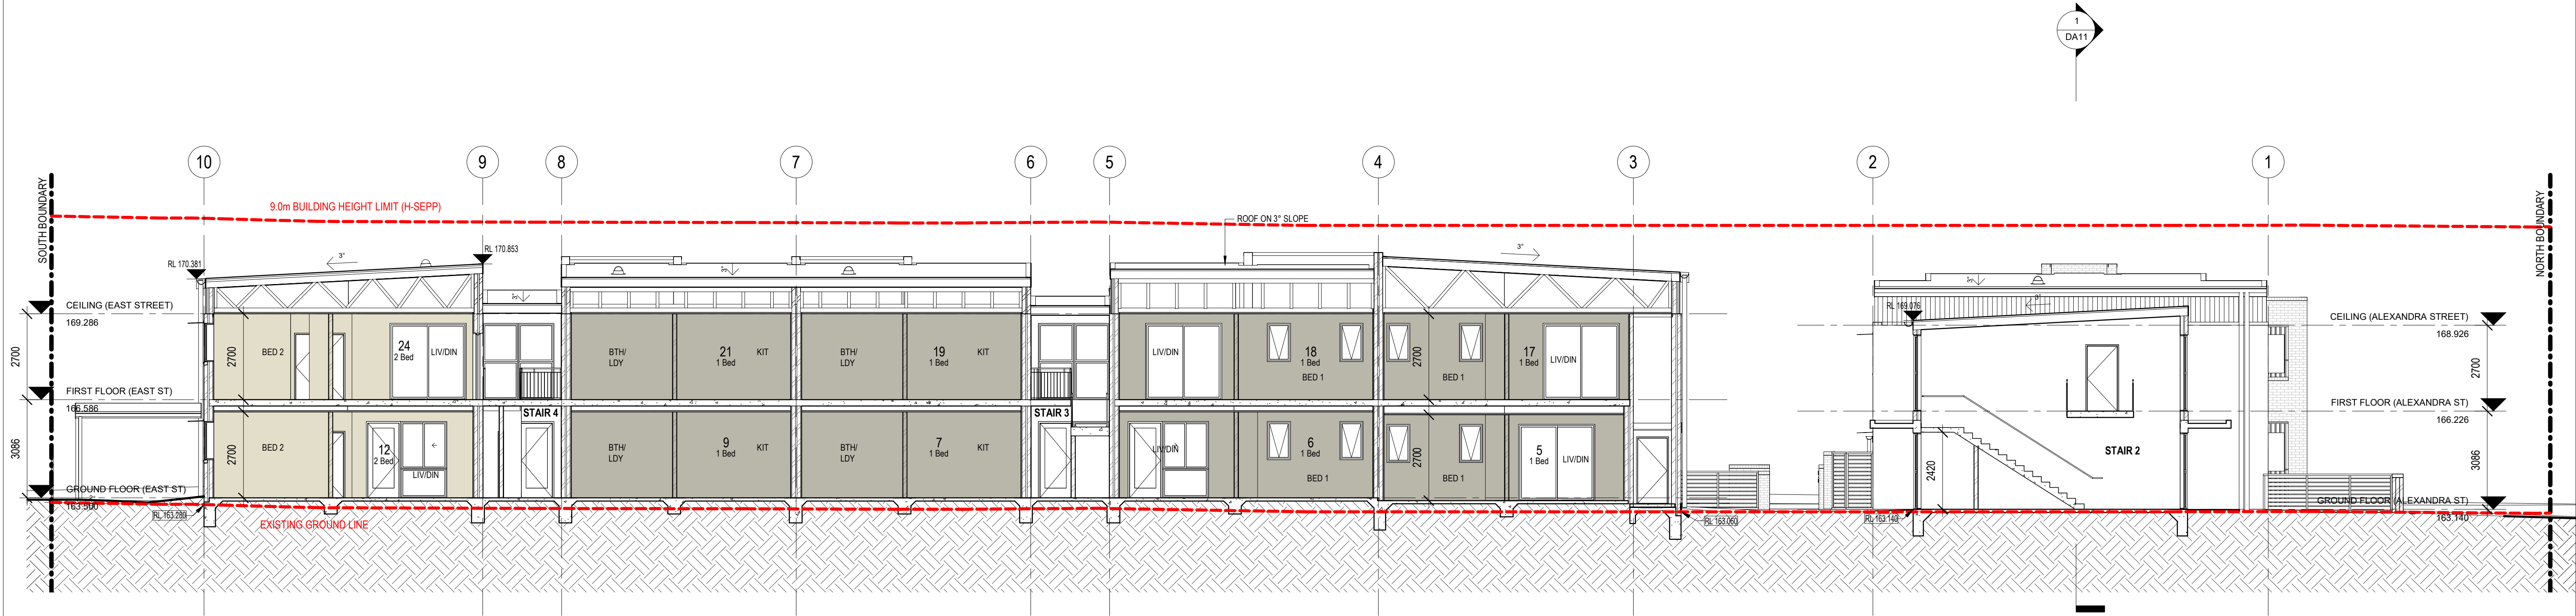 1
DA11
10
9
8
7
6
5
4
3
2
1
SOUTH BOUNDARY
NORTH BOUNDARY
9.0m BUILDING HEIGHT LIMIT (H-SEPP)
ROOF ON 3° SLOPE
RL 170.381
3°
RL 170.853
3°
3°
3°
3°
3°
RL 169.076
CEILING (EAST STREET)
169.286
CEILING (ALEXANDRA STREET)
168.926
2700
2700
BED 2
24
2 Bed
LIV/DIN
BTH/
LDY
21
1 Bed
KIT
BTH/
LDY
19
1 Bed
KIT
LIV/DIN
18
1 Bed
BED 1
2700
BED 1
17
1 Bed
LIV/DIN
2700
FIRST FLOOR (EAST ST)
166.586
FIRST FLOOR (ALEXANDRA ST)
166.226
STAIR 4
STAIR 3
STAIR 2
3086
2700
BED 2
12
2 Bed
LIV/DIN
BTH/
LDY
9
1 Bed
KIT
BTH/
LDY
7
1 Bed
KIT
LIV/DIN
6
1 Bed
BED 1
2700
BED 1
5
1 Bed
LIV/DIN
2420
3086
GROUND FLOOR (EAST ST)
163.500
GROUND FLOOR (ALEXANDRA ST)
163.140
RL 163.280
EXISTING GROUND LINE
RL 163.060
RL 163.140